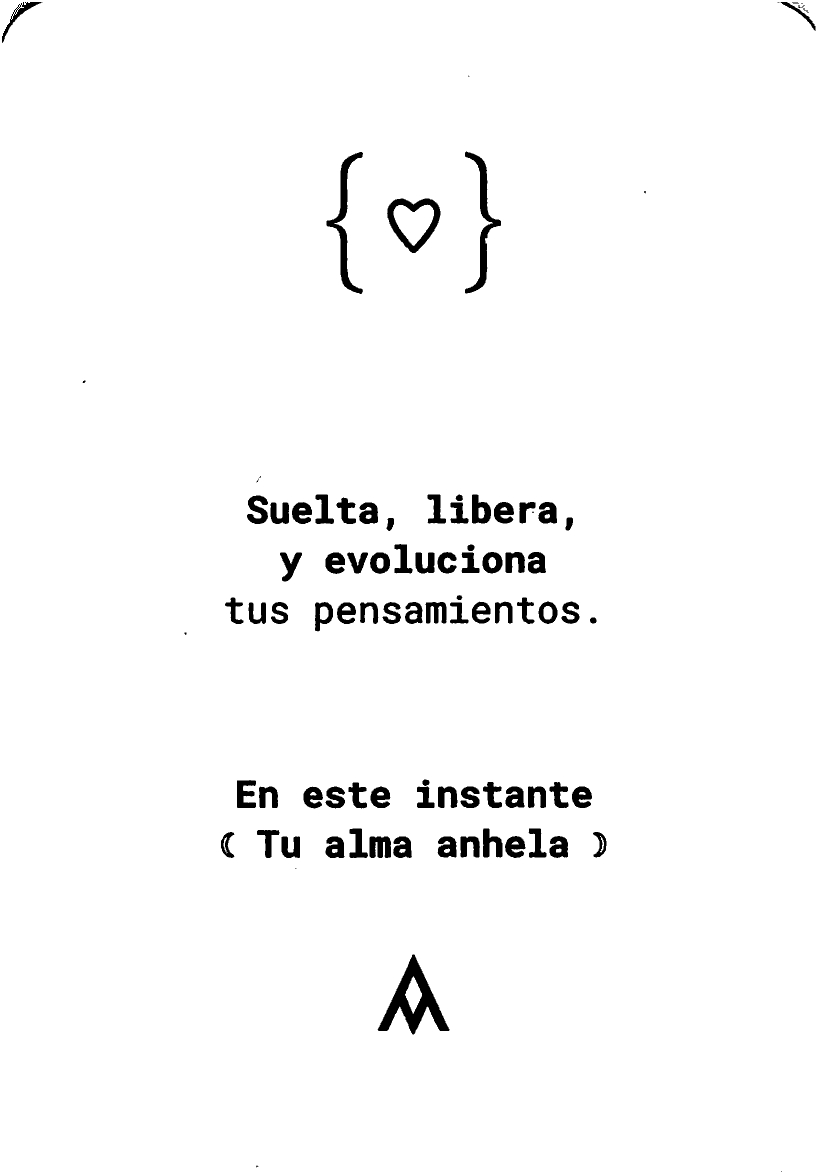 { ♡ }
Suelta, libera,
y evoluciona
tus pensamientos.
En este instante
( Tu alma anhela )